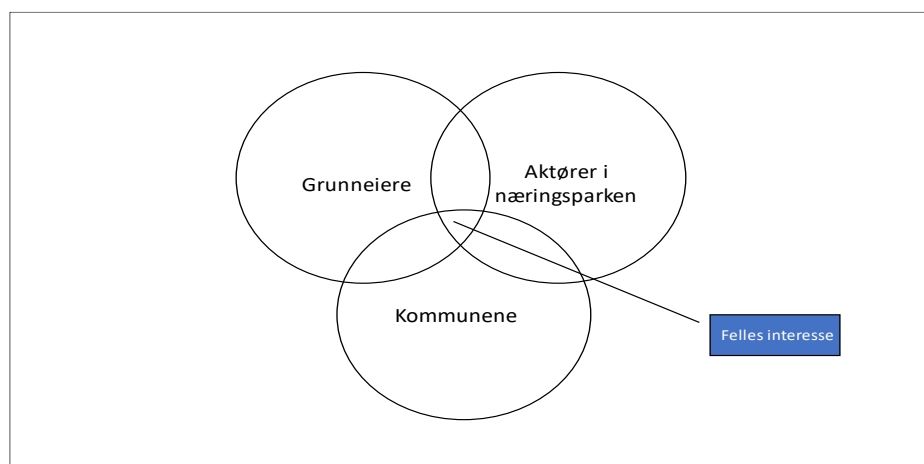 Grunneiere
Aktører i
næringsparken
Kommunene
Felles interesse